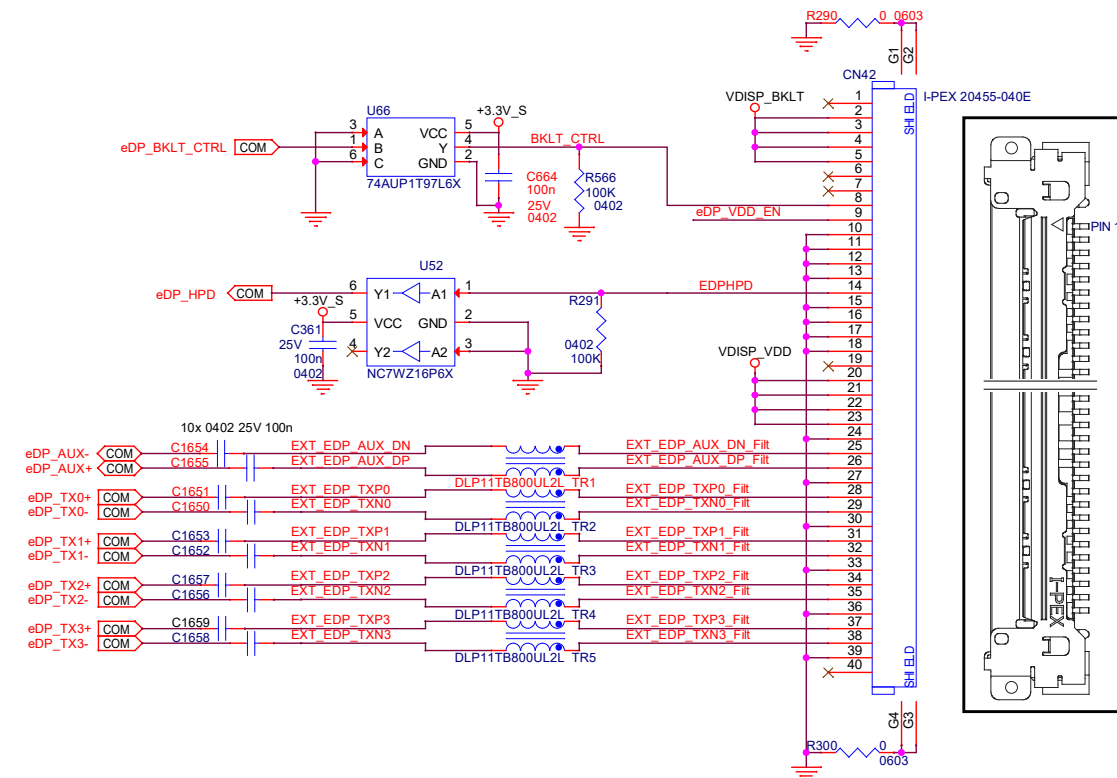 R290 0 0603
G1 G2
CN42
I-PEX 20455-040E
SHIELD
VDISP_BKLT
U66
+3.3V_S
eDP_BKLT_CTRL COM
3 A VCC 5
1 B Y 4
6 C GND 2
74AUP1T97L6X
BKLT_CTRL
C664
100n
25V
0402
R566
100K
0402
eDP_VDD_EN
U52
eDP_HPD COM
6 Y1 A1 1
5 VCC GND 2
4 Y2 A2 3
NC7WZ16P6X
+3.3V_S
C361
25V
100n
0402
EDPHPD
R291
0402
100K
VDISP_VDD
1
2
3
4
5
6
7
8
9
10
11
12
13
14
15
16
17
18
19
20
21
22
23
24
25
26
27
28
29
30
31
32
33
34
35
36
37
38
39
40
PIN 1
I-PEX
10x 0402 25V 100n
eDP_AUX- COM C1654 EXT_EDP_AUX_DN EXT_EDP_AUX_DN_Filt
eDP_AUX+ COM C1655 EXT_EDP_AUX_DP EXT_EDP_AUX_DP_Filt
DLP11TB800UL2L TR1
eDP_TX0+ COM C1651 EXT_EDP_TXP0 EXT_EDP_TXP0_Filt
eDP_TX0- COM C1650 EXT_EDP_TXN0 EXT_EDP_TXN0_Filt
DLP11TB800UL2L TR2
eDP_TX1+ COM C1653 EXT_EDP_TXP1 EXT_EDP_TXP1_Filt
eDP_TX1- COM C1652 EXT_EDP_TXN1 EXT_EDP_TXN1_Filt
DLP11TB800UL2L TR3
eDP_TX2+ COM C1657 EXT_EDP_TXP2 EXT_EDP_TXP2_Filt
eDP_TX2- COM C1656 EXT_EDP_TXN2 EXT_EDP_TXN2_Filt
DLP11TB800UL2L TR4
eDP_TX3+ COM C1659 EXT_EDP_TXP3 EXT_EDP_TXP3_Filt
eDP_TX3- COM C1658 EXT_EDP_TXN3 EXT_EDP_TXN3_Filt
DLP11TB800UL2L TR5
SHIELD
G4 G3
R300 0
0603